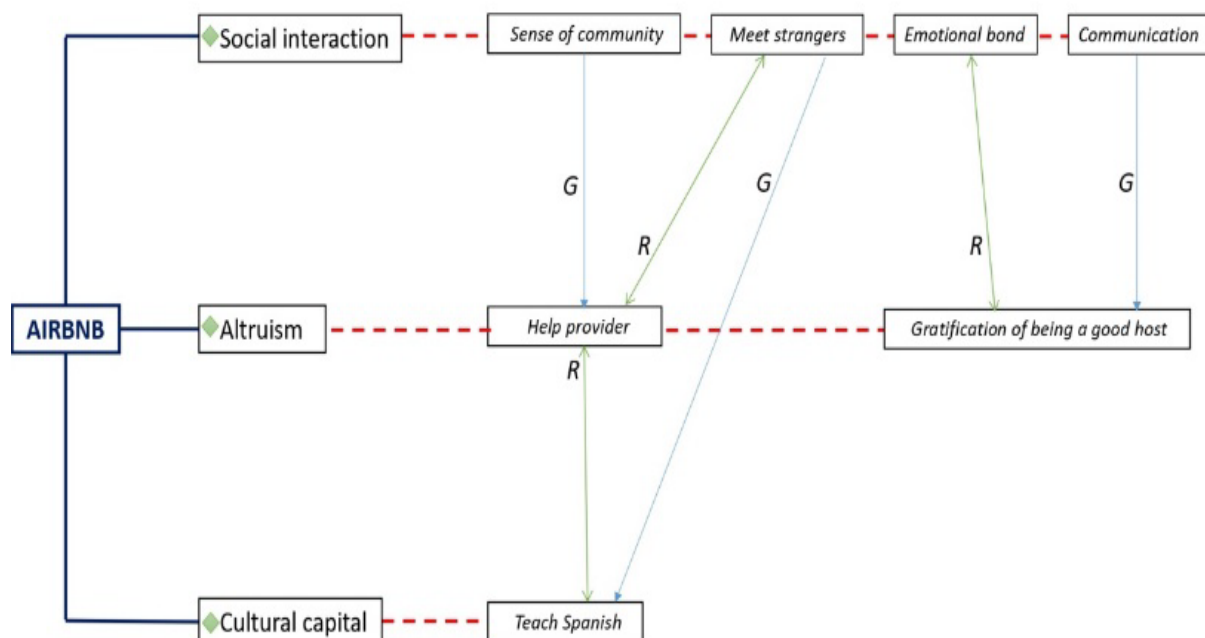 Social interaction
Sense of community
Meet strangers
Emotional bond
Communication
G
G
G
R
R
AIRBNB
Altruism
Help provider
Gratification of being a good host
R
Cultural capital
Teach Spanish